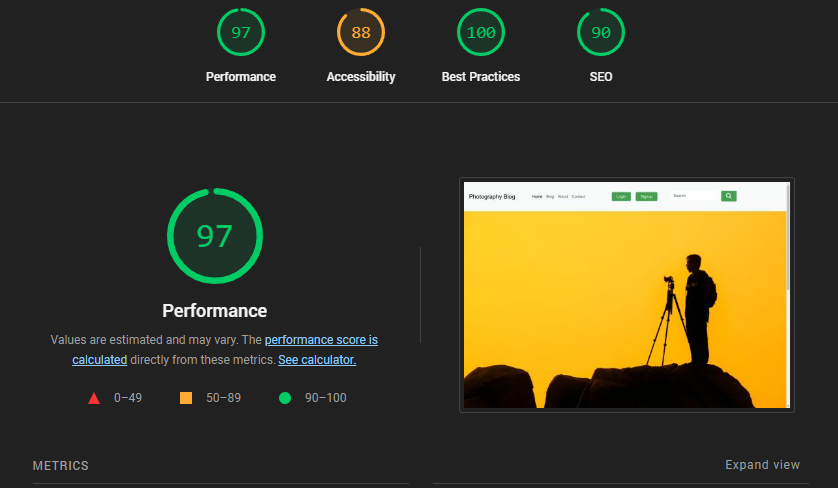 97 88 100 90
Performance Accessibility Best Practices SEO
97
Performance
Values are estimated and may vary. The performance score is
calculated directly from these metrics. See calculator.
0–49 50–89 90–100
Photography Blog Home Blog About Contact Login Signup Search
METRICS Expand view